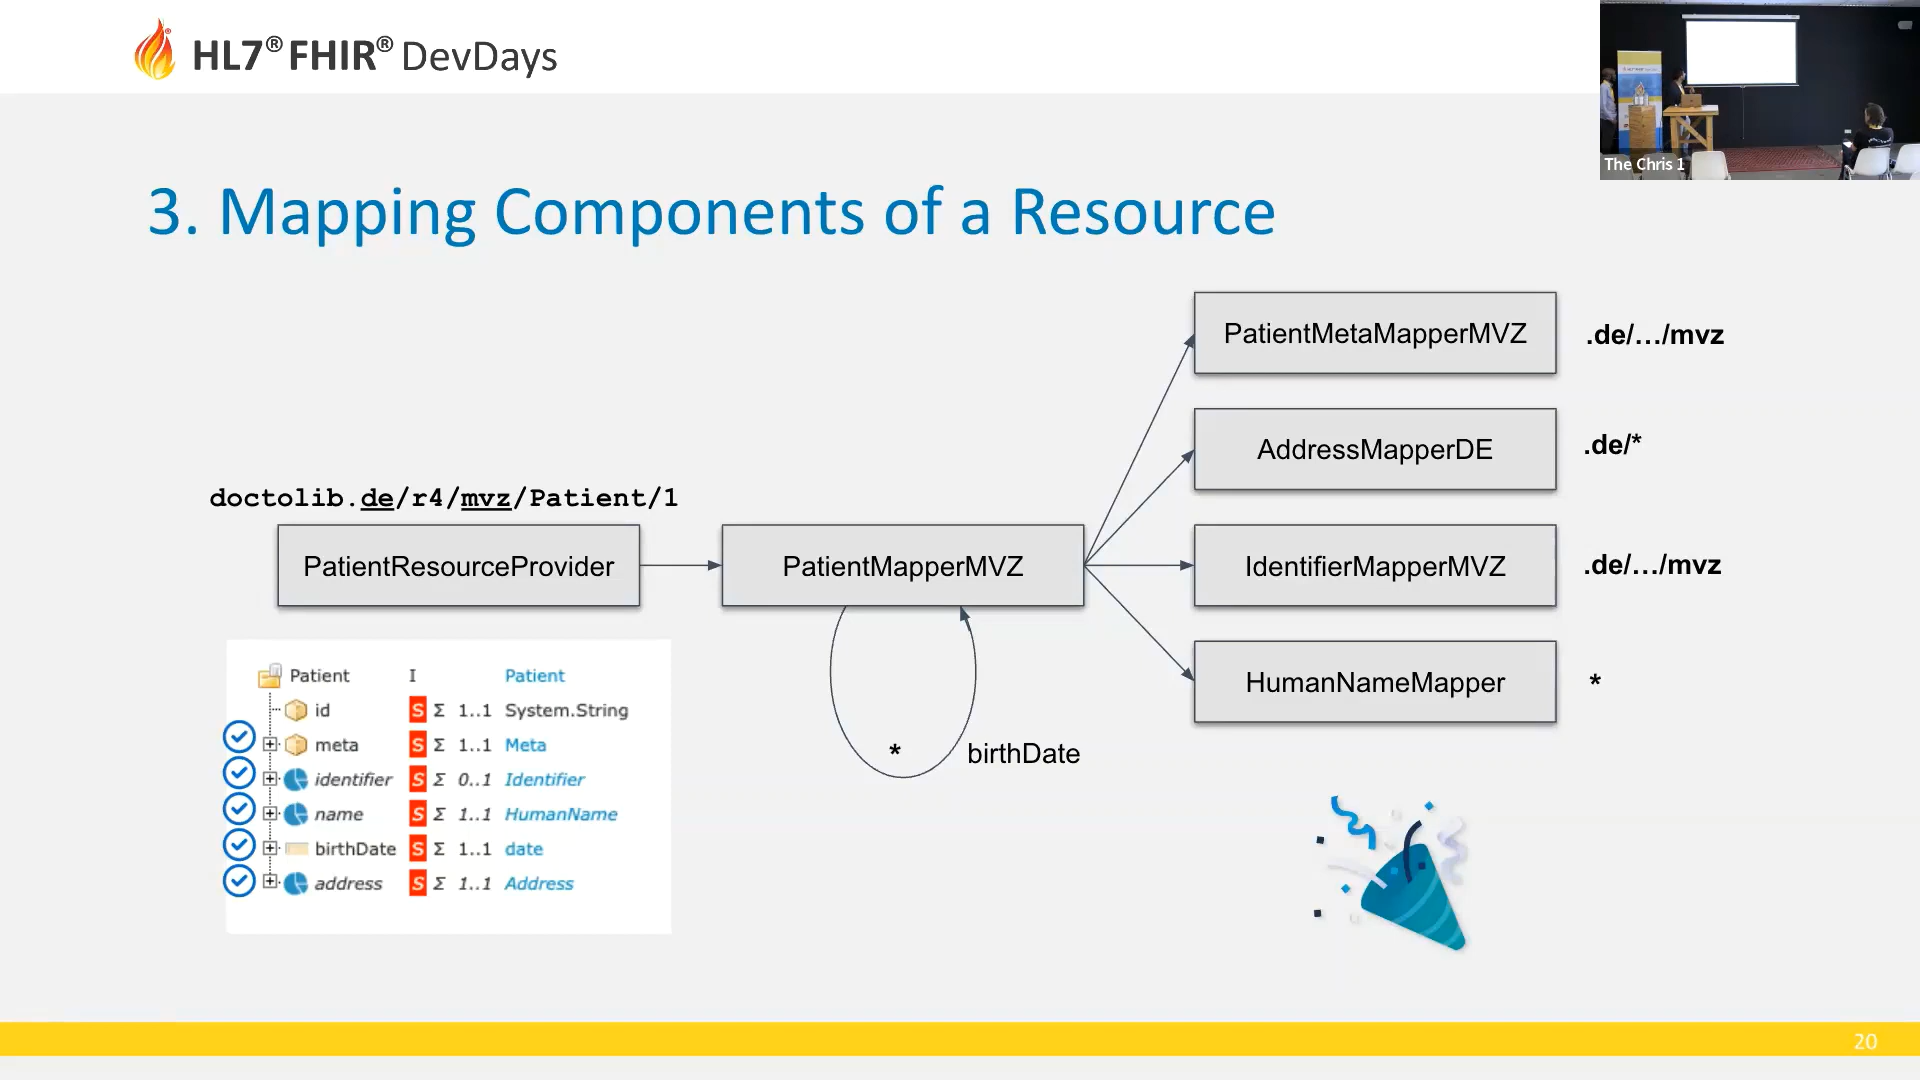 HL7® FHIR® DevDays
The Chris 1
3. Mapping Components of a Resource
PatientMetaMapperMVZ .de/…/mvz
AddressMapperDE .de/*
doctolib.de/r4/mvz/Patient/1
PatientResourceProvider PatientMapperMVZ IdentifierMapperMVZ .de/…/mvz
HumanNameMapper *
* birthDate
Patient I Patient
id S Σ 1..1 System.String
meta S Σ 1..1 Meta
identifier S Σ 0..1 Identifier
name S Σ 1..1 HumanName
birthDate S Σ 1..1 date
address S Σ 1..1 Address
20